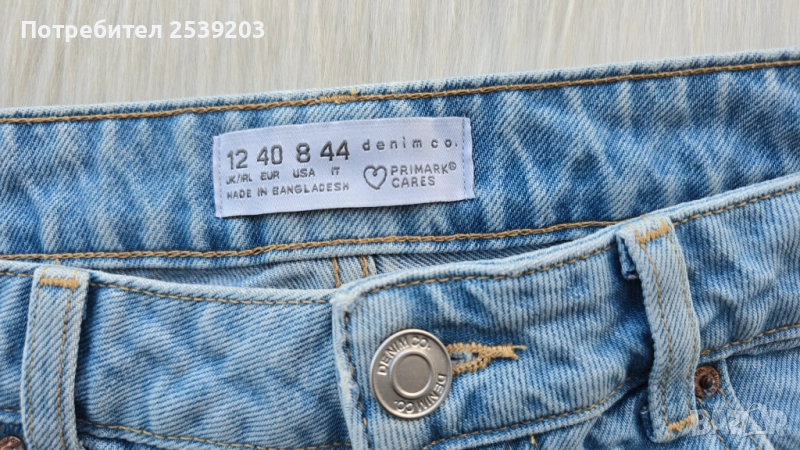 Потребител 2539203
12 40 8 44 denim co.
UK/IRL EUR USA IT
MADE IN BANGLADESH
PRIMARK®
CARES
DENIM CO.
DENIM CO.
BAZAR